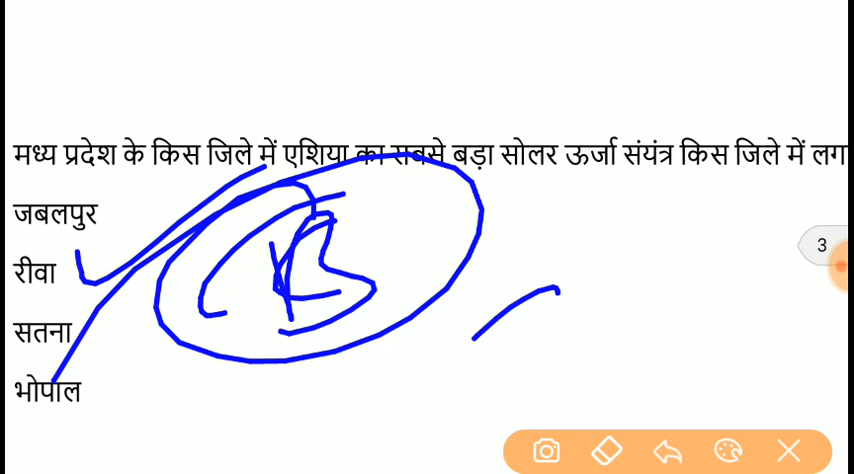 मध्य प्रदेश के किस जिले में एशिया का सबसे बड़ा सोलर ऊर्जा संयंत्र किस जिले में लग
जबलपुर
रीवा
B
सतना
भोपाल
3